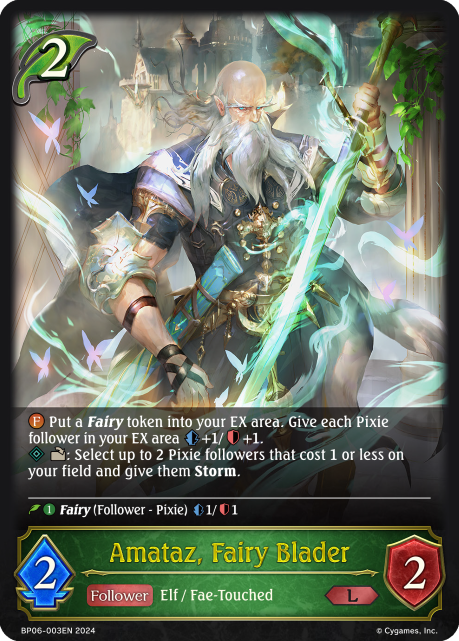 2
F Put a Fairy token into your EX area. Give each Pixie
follower in your EX area +1/ +1.
: Select up to 2 Pixie followers that cost 1 or less on
your field and give them Storm.
1 Fairy (Follower - Pixie) 1/ 1
Amataz, Fairy Blader
2
Follower Elf / Fae-Touched L
2
BP06-003EN 2024 © Cygames, Inc.